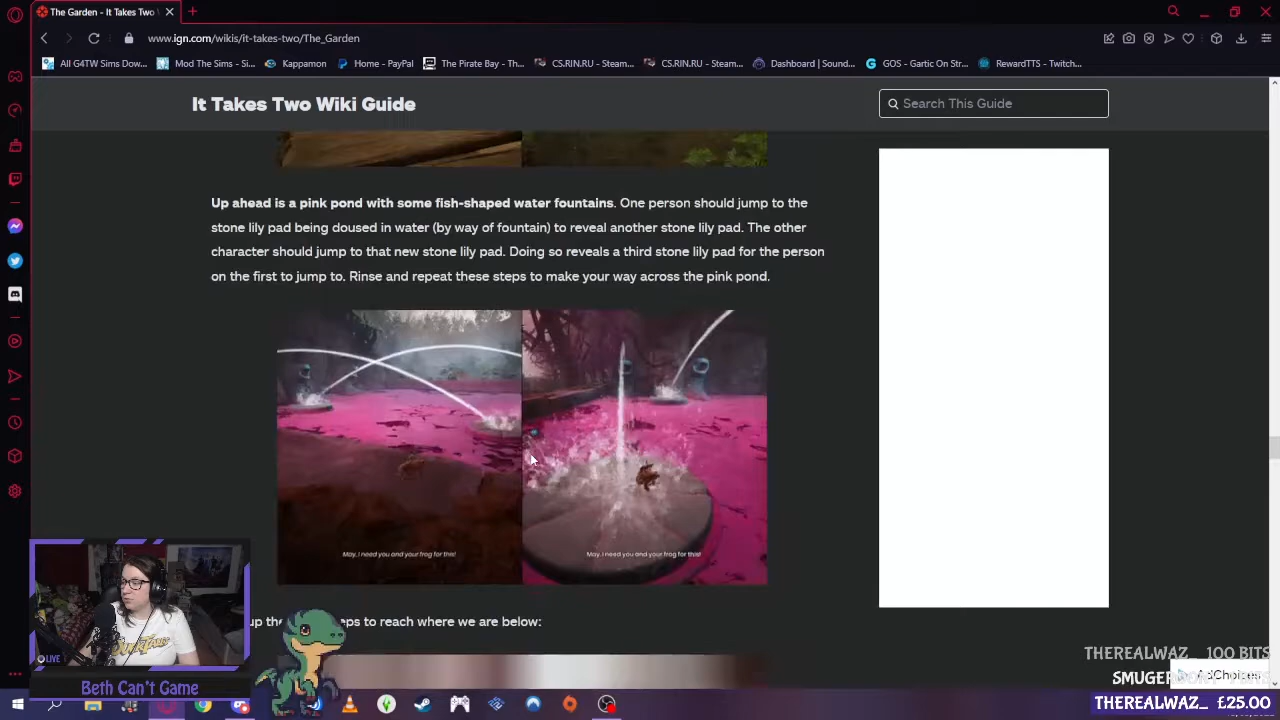 The Garden - It Takes Two
www.ign.com/wikis/it-takes-two/The_Garden
All G4TW Sims Dow...
Mod The Sims - Si...
Kappamon
Home - PayPal
The Pirate Bay - Th...
CS.RIN.RU - Steam...
CS.RIN.RU - Steam...
Dashboard | Sound...
GOS - Gartic On Str...
RewardTTS - Twitch...
It Takes Two Wiki Guide
Search This Guide
Up ahead is a pink pond with some fish-shaped water fountains. One person should jump to the
stone lily pad being doused in water (by way of fountain) to reveal another stone lily pad. The other
character should jump to that new stone lily pad. Doing so reveals a third stone lily pad for the person
on the first to jump to. Rinse and repeat these steps to make your way across the pink pond.
May, I need you and your frog for this!
May, I need you and your frog for this!
up the
eps to reach where we are below:
LIVE
Beth Can't Game
THEREALWAZ_ 100 BITS
AdChoices
SMUGER
THEREALWAZ_ £25.00